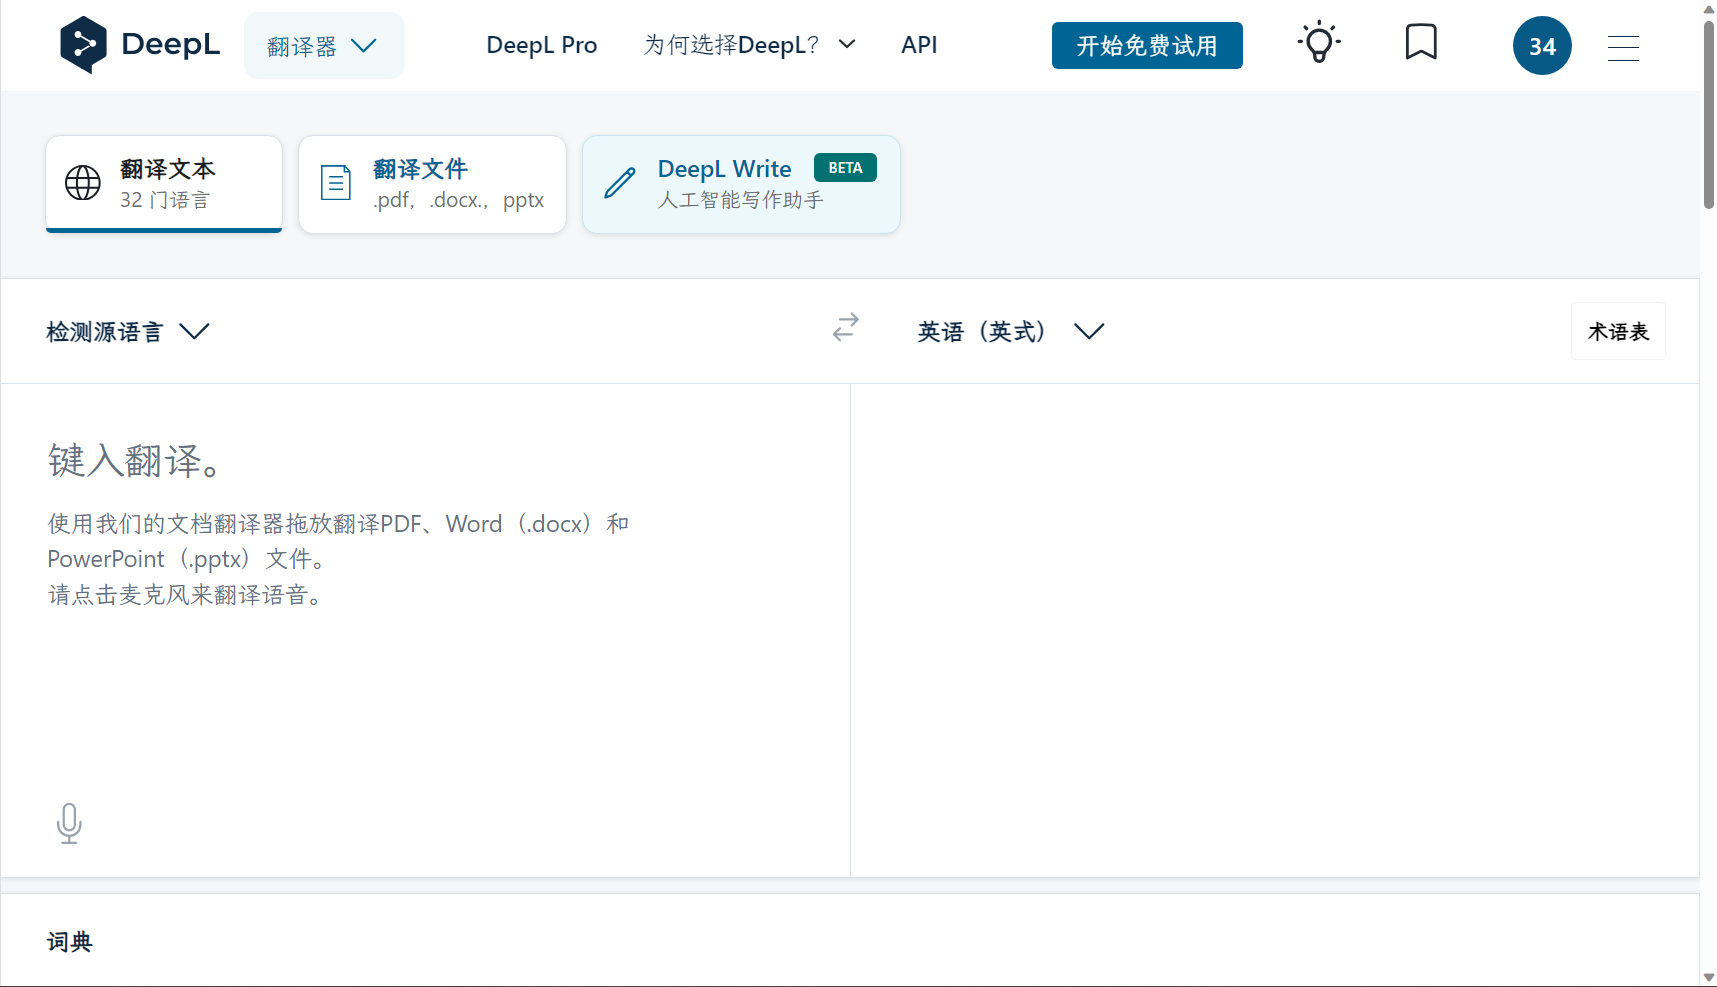 DeepL
翻译器
DeepL Pro
为何选择DeepL?
API
开始免费试用
34
翻译文本
32 门语言
翻译文件
.pdf，.docx.，pptx
DeepL Write
BETA
人工智能写作助手
检测源语言
英语（英式）
术语表
键入翻译。
使用我们的文档翻译器拖放翻译PDF、Word（.docx）和
PowerPoint（.pptx）文件。
请点击麦克风来翻译语音。
词典